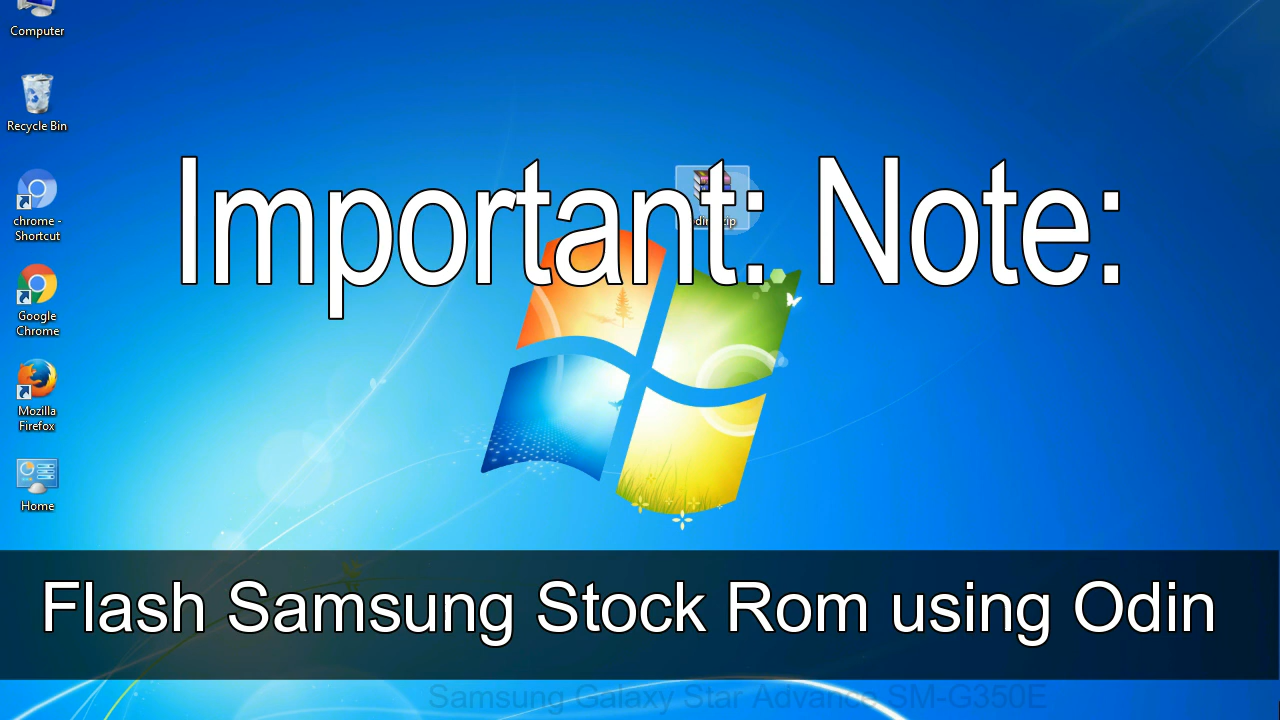 Computer
Recycle Bin
chrome -
Shortcut
Google
Chrome
Mozilla
Firefox
Home
Important: Note:
Flash Samsung Stock Rom using Odin
Samsung Galaxy Star Advance SM-G350E